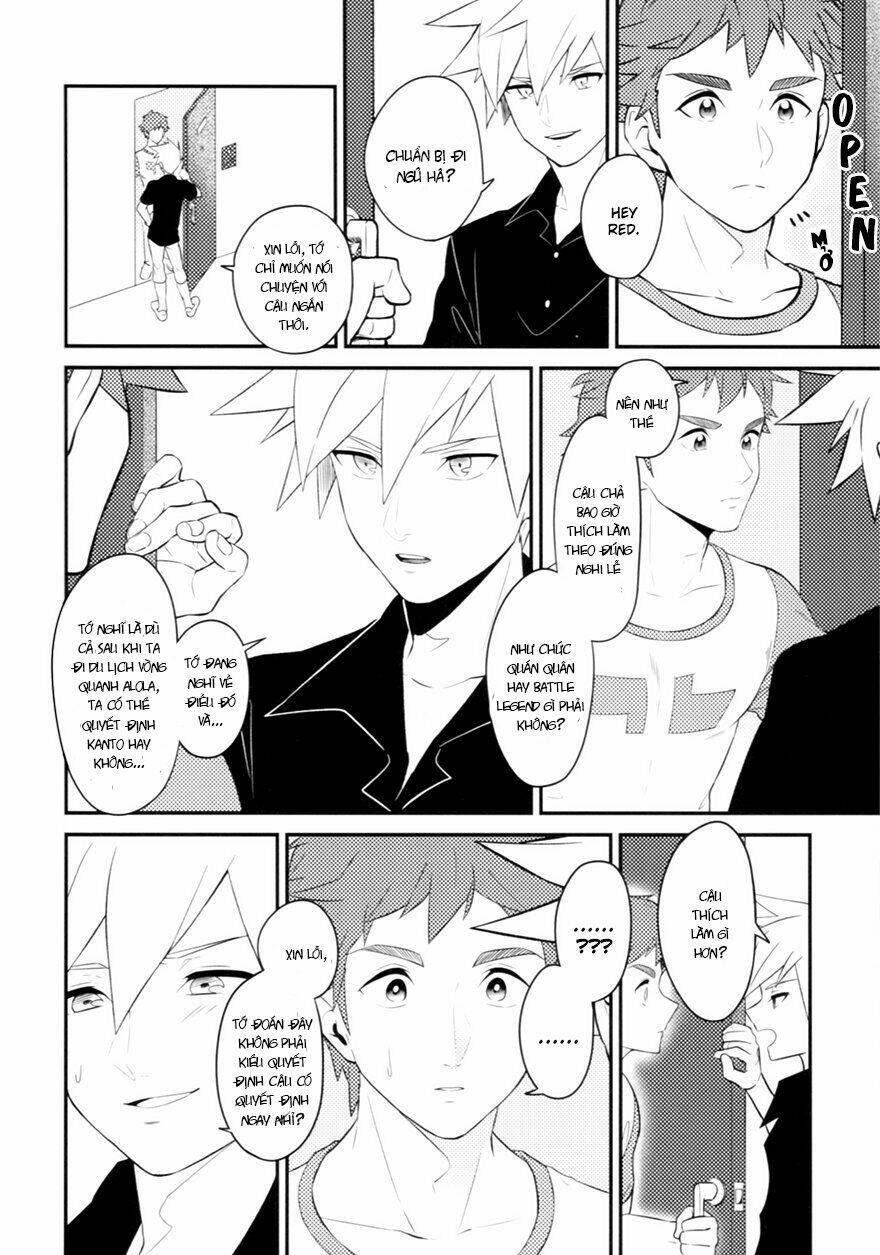 OPEN
MỞ
HEY
RED.
CHUẨN BỊ ĐI
NGỦ HẢ?
XIN LỖI, TỚ
CHỈ MUỐN NÓI
CHUYỆN VỚI
CẬU NGẮN
THÔI.
NÊN NHƯ
THẾ
CẬU CHẢ
BAO GIỜ
THÍCH LÀM
THEO ĐÚNG
NGHI LỄ
NHƯ CHỨC
QUÁN QUÂN
HAY BATTLE
LEGEND GÌ PHẢI
KHÔNG?
TỚ ĐANG
NGHĨ VỀ
ĐIỀU ĐÓ
VÀ...
TỚ NGHĨ LÀ DÙ
CẢ SAU KHI TA
ĐI DU LỊCH VÒNG
QUANH ALOLA,
TA CÓ THỂ
QUYẾT ĐỊNH
KANTO HAY
KHÔNG...
CẬU
THÍCH
LÀM GÌ
HƠN?
......
???
......
XIN LỖI,
TỚ ĐOÁN ĐÂY
KHÔNG PHẢI
KIỂU QUYẾT
ĐỊNH CẬU CÓ
QUYẾT ĐỊNH
NGAY NHỈ?